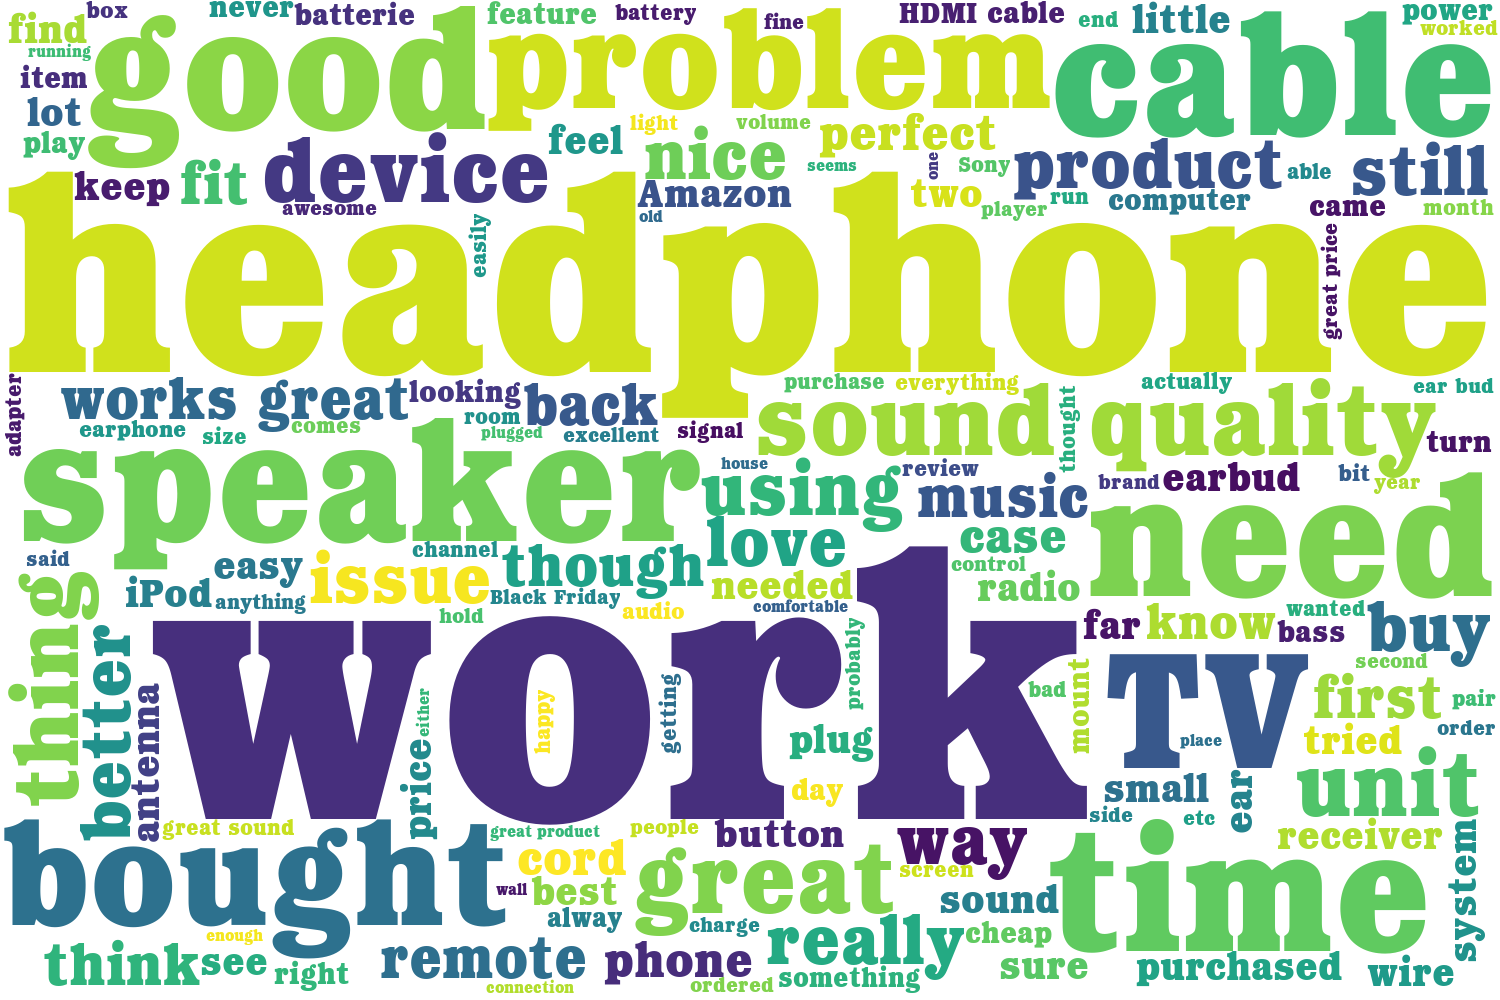 find
box
never
batterie
feature
battery
fine
HDMI cable
end
little
power
worked
running
good
problem
cable
item
lot
play
light
volume
feel
perfect
device
nice
seems
one
Sony
product
able
still
keep
fit
awesome
Amazon
old
two
player
run
computer
came
month
headphone
easily
great price
adapter
works great
looking
back
purchase
everything
actually
ear bud
earphone
size
comes
room
plugged
excellent
signal
sound quality
thought
turn
speaker
house
using
review
music
brand
earbud
bit
year
need
said
easy
channel
though
love
case
control
iPod
anything
issue
Black Friday
needed
radio
hold
audio
comfortable
far
know
wanted
bass
buy
thing
better
work
probably
second
antenna
either
happy
getting
bad
mount
TV
first
pair
order
price
plug
place
tried
day
small
unit
side
etc
ear
bought
great sound
great product
people
button
way
time
receiver
system
cord
great
screen
wall
best
sound
alway
charge
really
cheap
enough
think
see
right
remote
phone
something
sure
purchased
wire
connection
ordered